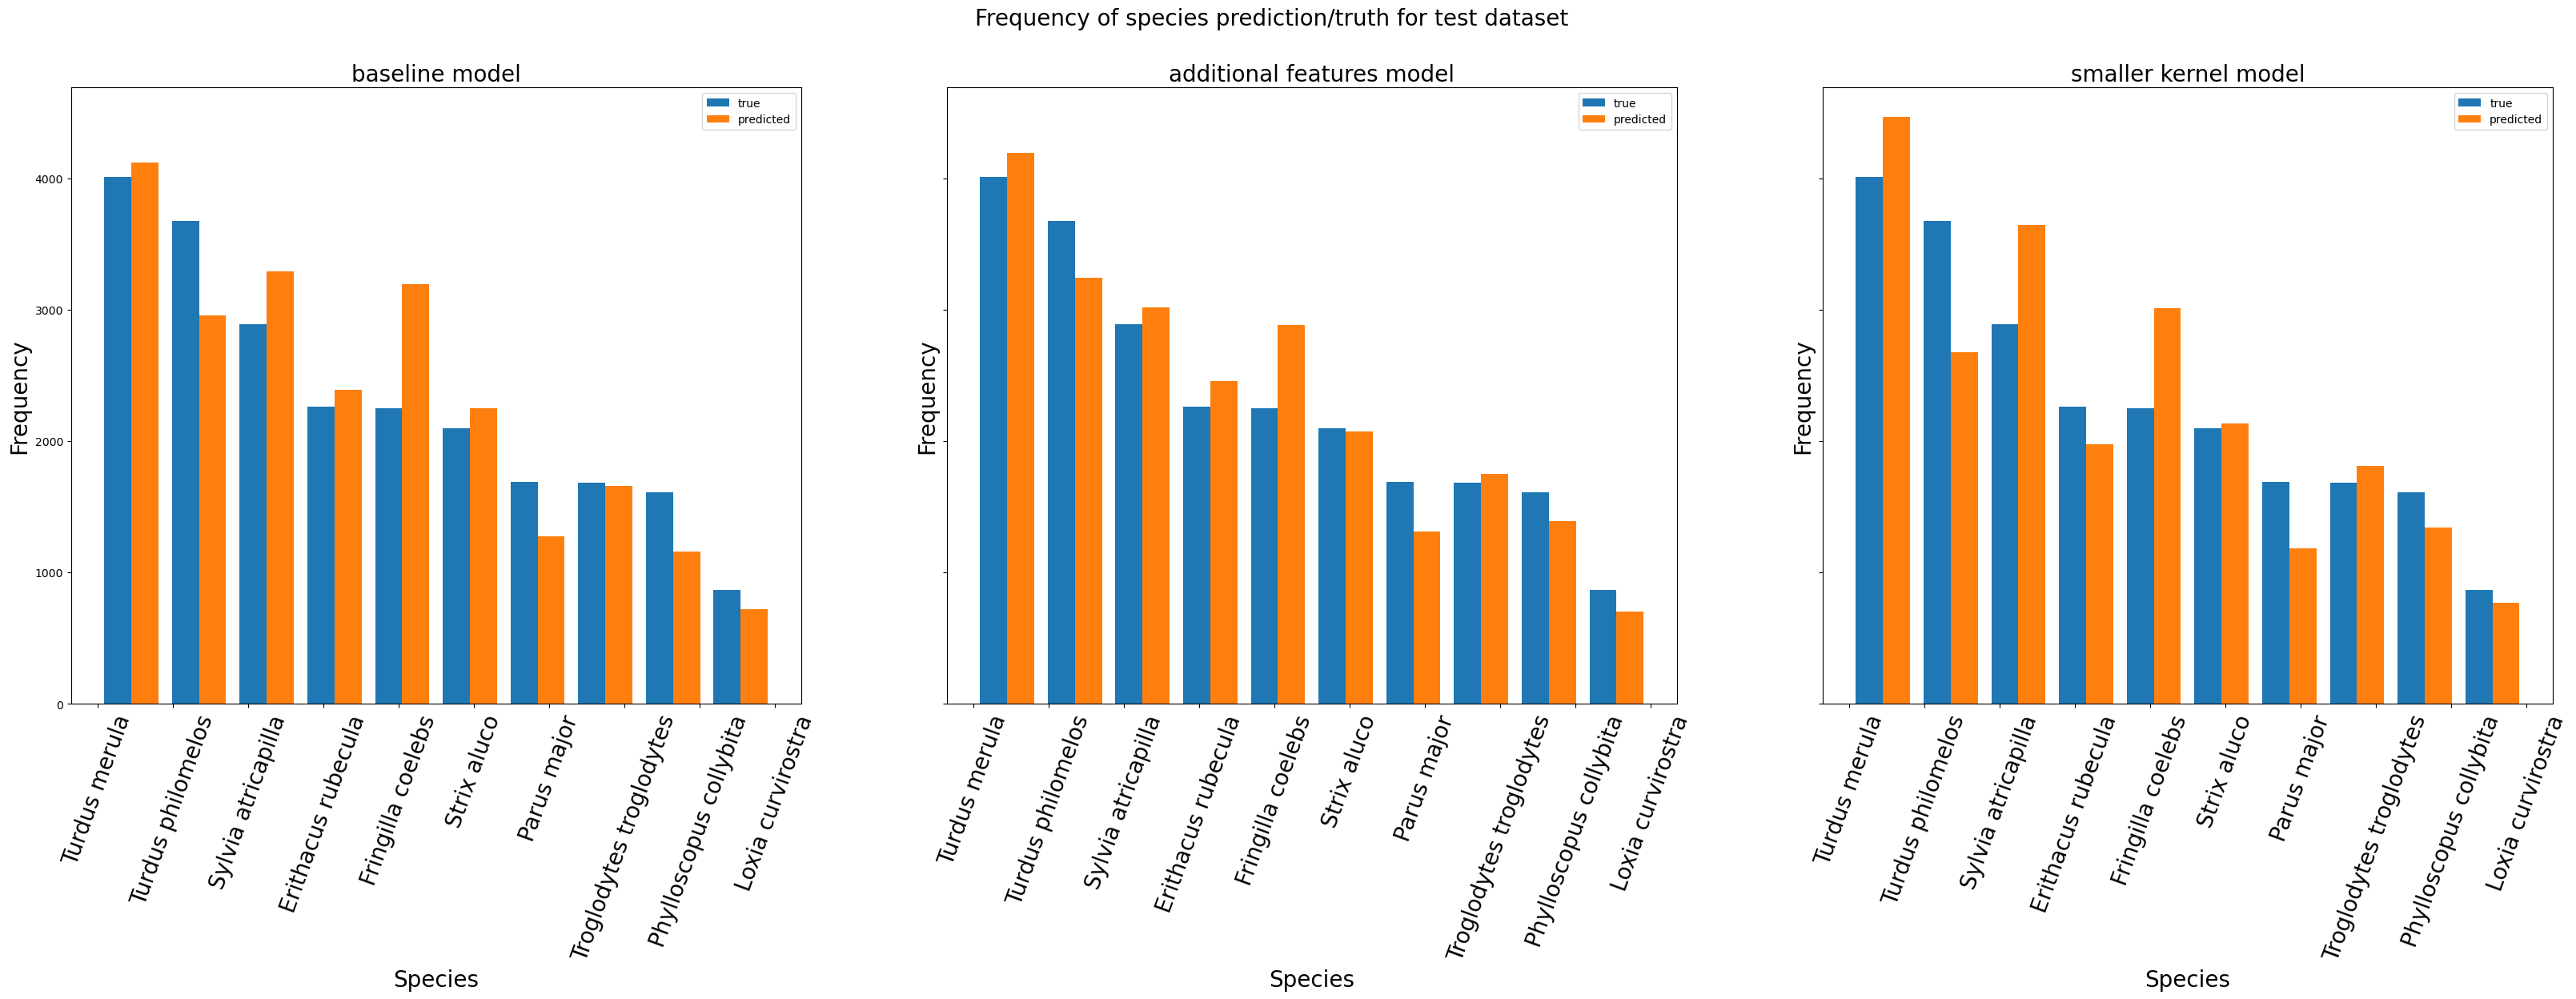 Frequency of species prediction/truth for test dataset
baseline model
true
predicted
4000
3000
2000
1000
0
Frequency
Turdus merula
Turdus philomelos
Sylvia atricapilla
Erithacus rubecula
Fringilla coelebs
Strix aluco
Parus major
Troglodytes troglodytes
Phylloscopus collybita
Loxia curvirostra
Species
additional features model
true
predicted
Frequency
Turdus merula
Turdus philomelos
Sylvia atricapilla
Erithacus rubecula
Fringilla coelebs
Strix aluco
Parus major
Troglodytes troglodytes
Phylloscopus collybita
Loxia curvirostra
Species
smaller kernel model
true
predicted
Frequency
Turdus merula
Turdus philomelos
Sylvia atricapilla
Erithacus rubecula
Fringilla coelebs
Strix aluco
Parus major
Troglodytes troglodytes
Phylloscopus collybita
Loxia curvirostra
Species